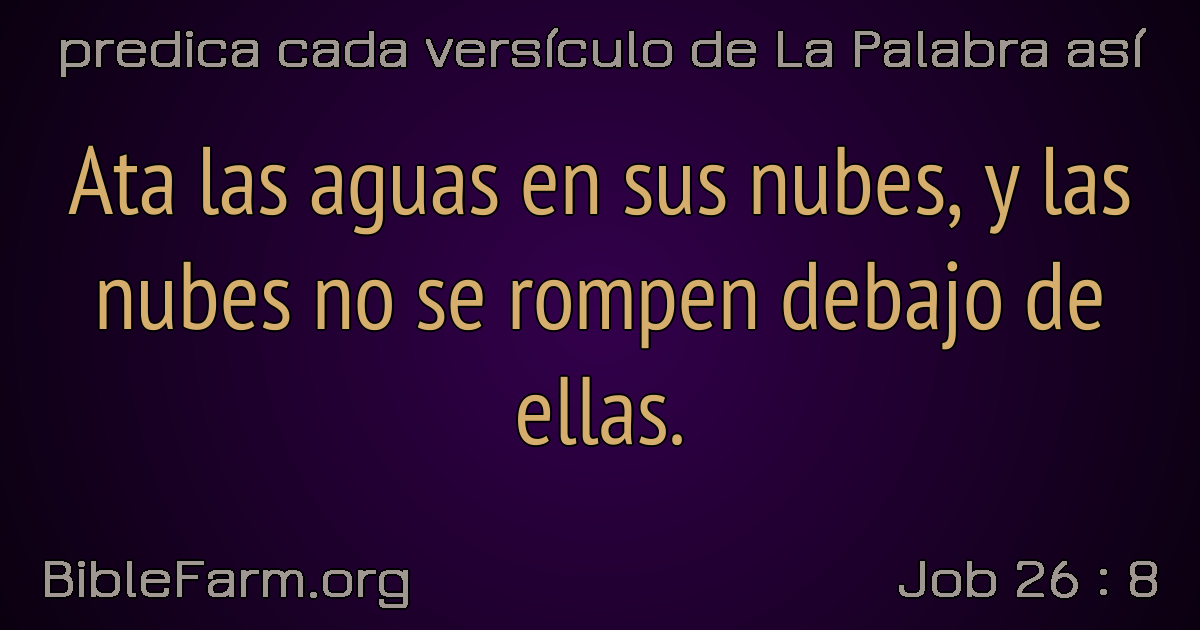 predica cada versículo de La Palabra así
Ata las aguas en sus nubes, y las
nubes no se rompen debajo de
ellas.
BibleFarm.org
Job 26 : 8